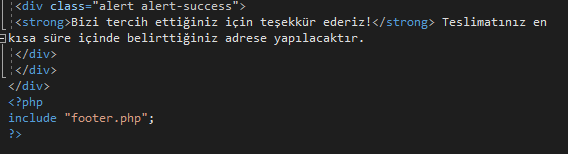 <div class="alert alert-success">
<strong>Bizi tercih ettiğiniz için teşekkür ederiz!</strong> Teslimatınız en
kısa süre içinde belirttiğiniz adrese yapılacaktır.
</div>
</div>
</div>
<?php
include "footer.php";
?>